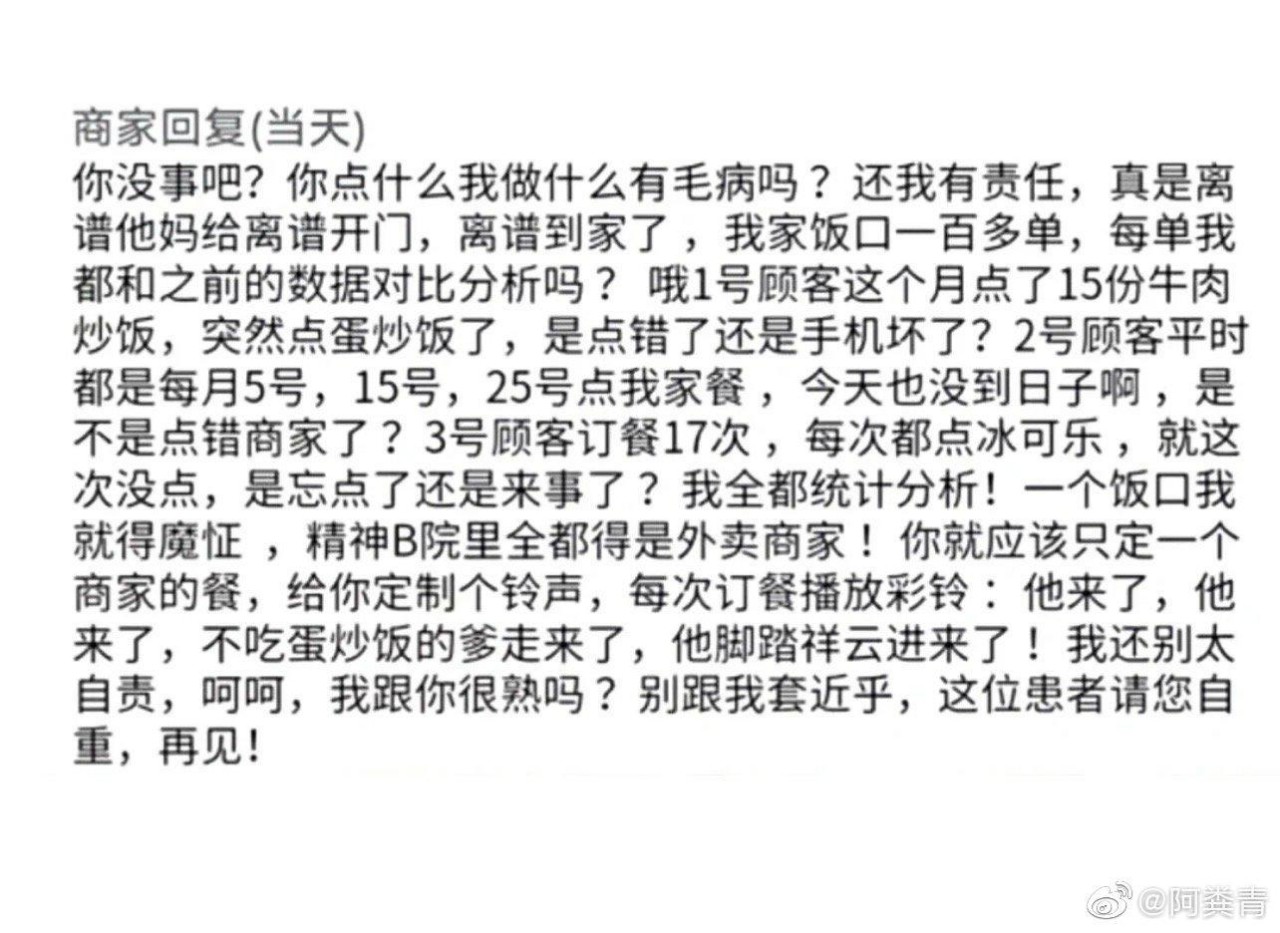 商家回复(当天)
你没事吧？你点什么我做什么有毛病吗？还我有责任，真是离
谱他妈给离谱开门，离谱到家了，我家饭口一百多单，每单我
都和之前的数据对比分析吗？ 哦1号顾客这个月点了15份牛肉
炒饭，突然点蛋炒饭了，是点错了还是手机坏了？2号顾客平时
都是每月5号，15号，25号点我家餐，今天也没到日子啊，是
不是点错商家了？3号顾客订餐17次，每次都点冰可乐，就这
次没点，是忘点了还是来事了？我全都统计分析！一个饭口我
就得魔怔 ，精神B院里全都得是外卖商家！你就应该只定一个
商家的餐，给你定制个铃声，每次订餐播放彩铃：他来了，他
来了，不吃蛋炒饭的爹走来了，他脚踏祥云进来了！我还别太
自责，呵呵，我跟你很熟吗？别跟我套近乎，这位患者请您自
重，再见！
@阿粪青